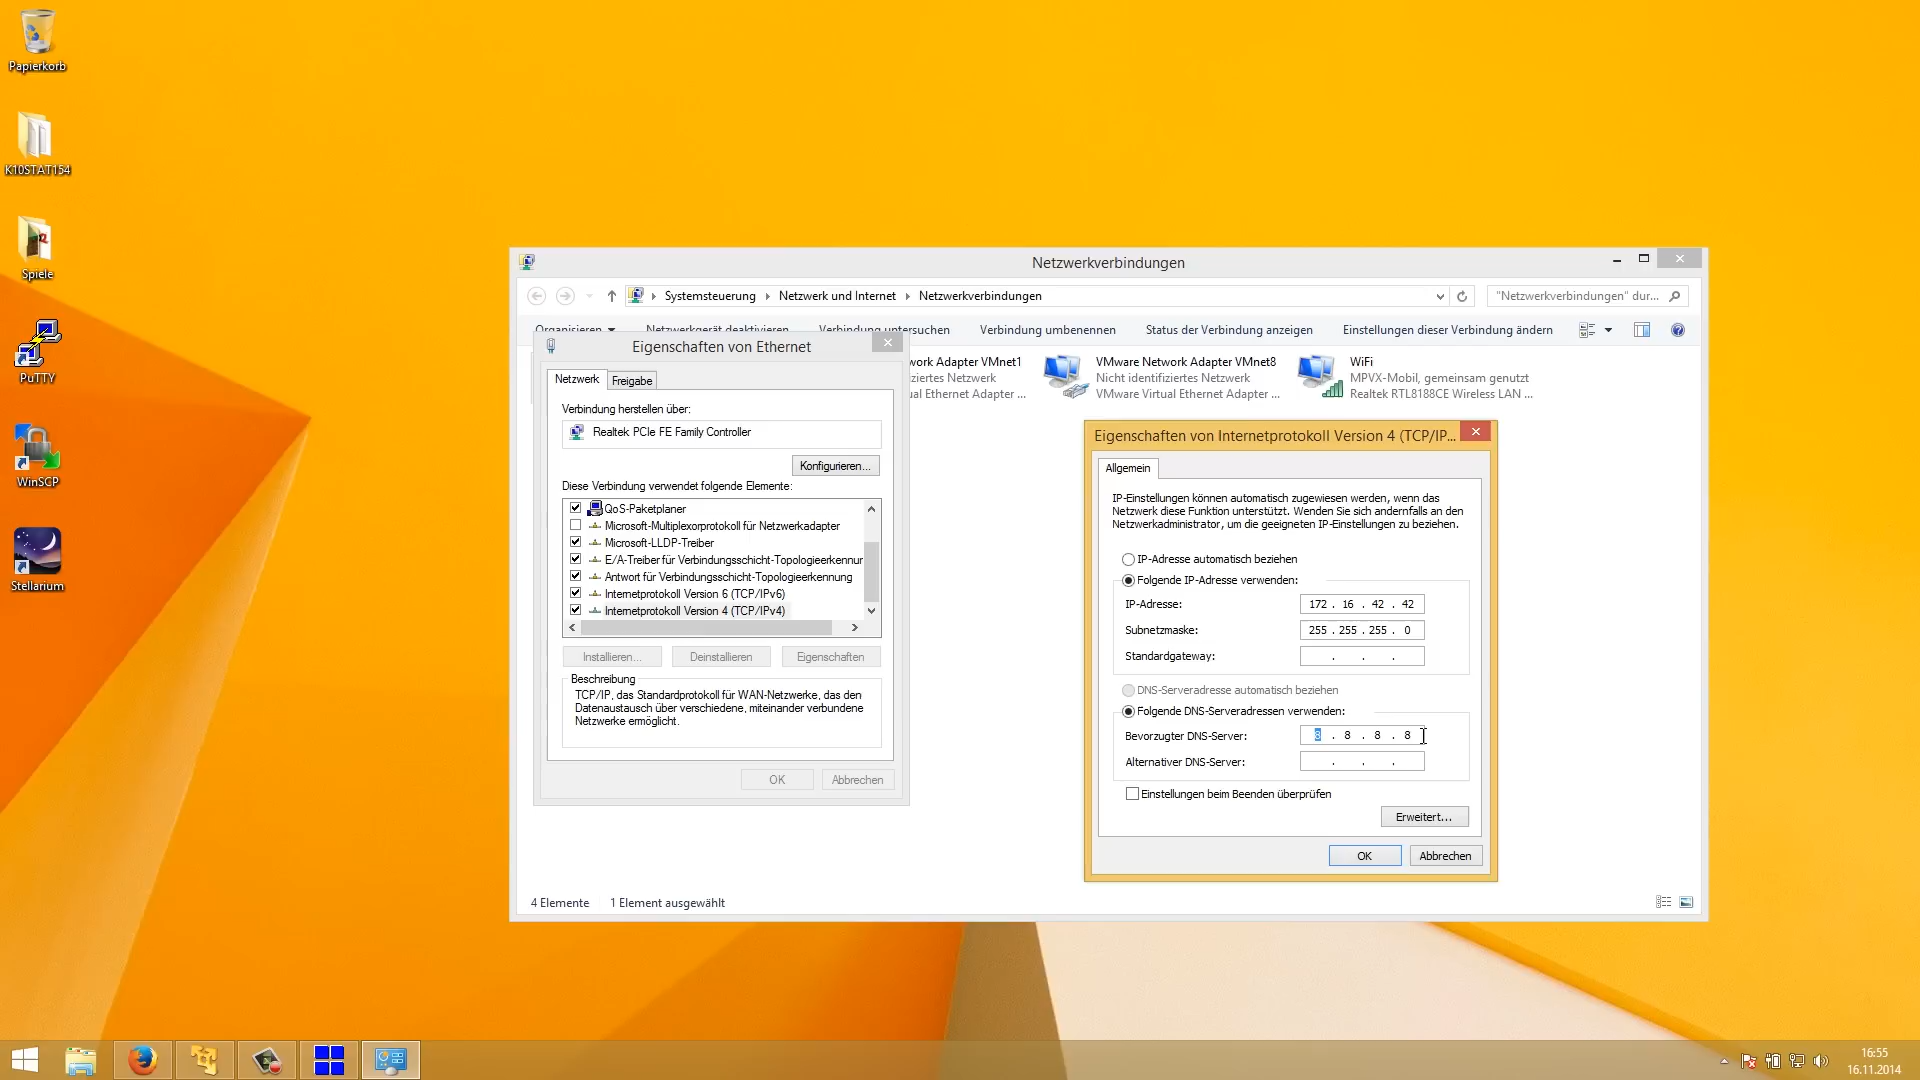 Papierkorb
K10STAT154
Spiele
PuTTY
WinSCP
Stellarium
Netzwerkverbindungen
Systemsteuerung
Netzwerk und Internet
Netzwerkverbindungen
"Netzwerkverbindungen" dur...
Organisieren
Netzwerkgerät deaktivieren
Verbindung untersuchen
Verbindung umbenennen
Status der Verbindung anzeigen
Einstellungen dieser Verbindung ändern
work Adapter VMnet1
ziertes Netzwerk
ual Ethernet Adapter ...
VMware Network Adapter VMnet8
Nicht identifiziertes Netzwerk
VMware Virtual Ethernet Adapter ...
WiFi
MPVX-Mobil, gemeinsam genutzt
Realtek RTL8188CE Wireless LAN ...
Eigenschaften von Ethernet
Netzwerk
Freigabe
Verbindung herstellen über:
Realtek PCIe FE Family Controller
Konfigurieren...
Diese Verbindung verwendet folgende Elemente:
QoS-Paketplaner
Microsoft-Multiplexorprotokoll für Netzwerkadapter
Microsoft-LLDP-Treiber
E/A-Treiber für Verbindungsschicht-Topologieerkennur
Antwort für Verbindungsschicht-Topologieerkennung
Internetprotokoll Version 6 (TCP/IPv6)
Internetprotokoll Version 4 (TCP/IPv4)
Installieren...
Deinstallieren
Eigenschaften
Beschreibung
TCP/IP, das Standardprotokoll für WAN-Netzwerke, das den
Datenaustausch über verschiedene, miteinander verbundene
Netzwerke ermöglicht.
OK
Abbrechen
Eigenschaften von Internetprotokoll Version 4 (TCP/IP...
Allgemein
IP-Einstellungen können automatisch zugewiesen werden, wenn das
Netzwerk diese Funktion unterstützt. Wenden Sie sich andernfalls an den
Netzwerkadministrator, um die geeigneten IP-Einstellungen zu beziehen.
IP-Adresse automatisch beziehen
Folgende IP-Adresse verwenden:
IP-Adresse:
172 . 16 . 42 . 42
Subnetzmaske:
255 . 255 . 255 . 0
Standardgateway:
. . .
DNS-Serveradresse automatisch beziehen
Folgende DNS-Serveradressen verwenden:
Bevorzugter DNS-Server:
8 . 8 . 8 . 8
Alternativer DNS-Server:
. . .
Einstellungen beim Beenden überprüfen
Erweitert...
OK
Abbrechen
4 Elemente
1 Element ausgewählt
16:55
16.11.2014